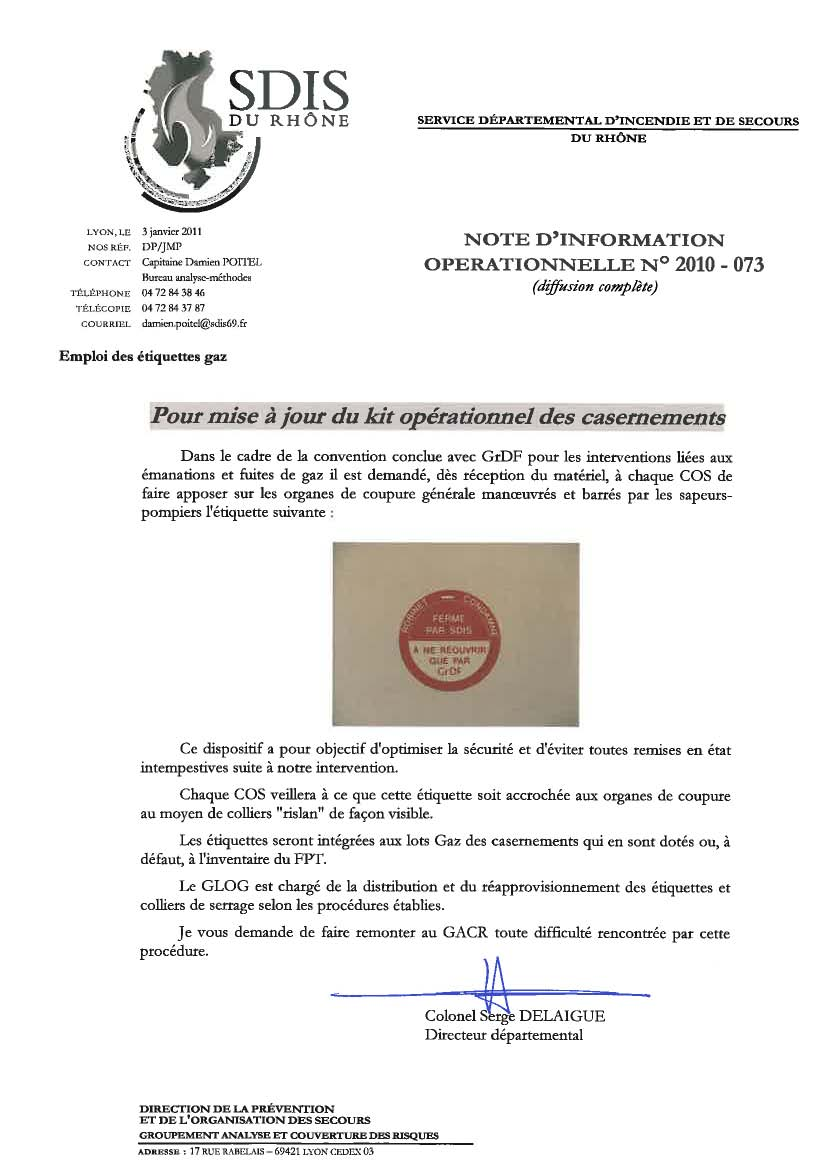 SDIS
DU RHÔNE
SERVICE DÉPARTEMENTAL D'INCENDIE ET DE SECOURS
DU RHÔNE
LYON, LE 3 janvier 2011
NOS RÉF. DP/JMP
CONTACT Capitaine Damien POITEL
Bureau analyse-méthodes
TÉLÉPHONE 04 72 84 38 46
TÉLÉCOPIE 04 72 84 37 87
COURRIEL damien.poitel@sdis69.fr
NOTE D'INFORMATION
OPERATIONNELLE N° 2010 - 073
(diffusion complète)
Emploi des étiquettes gaz
Pour mise à jour du kit opérationnel des casernements
Dans le cadre de la convention conclue avec GrDF pour les interventions liées aux
émanations et fuites de gaz il est demandé, dès réception du matériel, à chaque COS de
faire apposer sur les organes de coupure générale manœuvrés et barrés par les sapeurs-
pompiers l'étiquette suivante :
ROBINET — CONDAMNE
FERME
PAR SDIS
A NE REOUVRIR
QUE PAR
GrDF
Ce dispositif a pour objectif d'optimiser la sécurité et d'éviter toutes remises en état
intempestives suite à notre intervention.
Chaque COS veillera à ce que cette étiquette soit accrochée aux organes de coupure
au moyen de colliers "rislan" de façon visible.
Les étiquettes seront intégrées aux lots Gaz des casernements qui en sont dotés ou, à
défaut, à l'inventaire du FPT.
Le GLOG est chargé de la distribution et du réapprovisionnement des étiquettes et
colliers de serrage selon les procédures établies.
Je vous demande de faire remonter au GACR toute difficulté rencontrée par cette
procédure.
Colonel Serge DELAIGUE
Directeur départemental
DIRECTION DE LA PRÉVENTION
ET DE L'ORGANISATION DES SECOURS
GROUPEMENT ANALYSE ET COUVERTURE DES RISQUES
ADRESSE : 17 RUE RABELAIS – 69421 LYON CEDEX 03